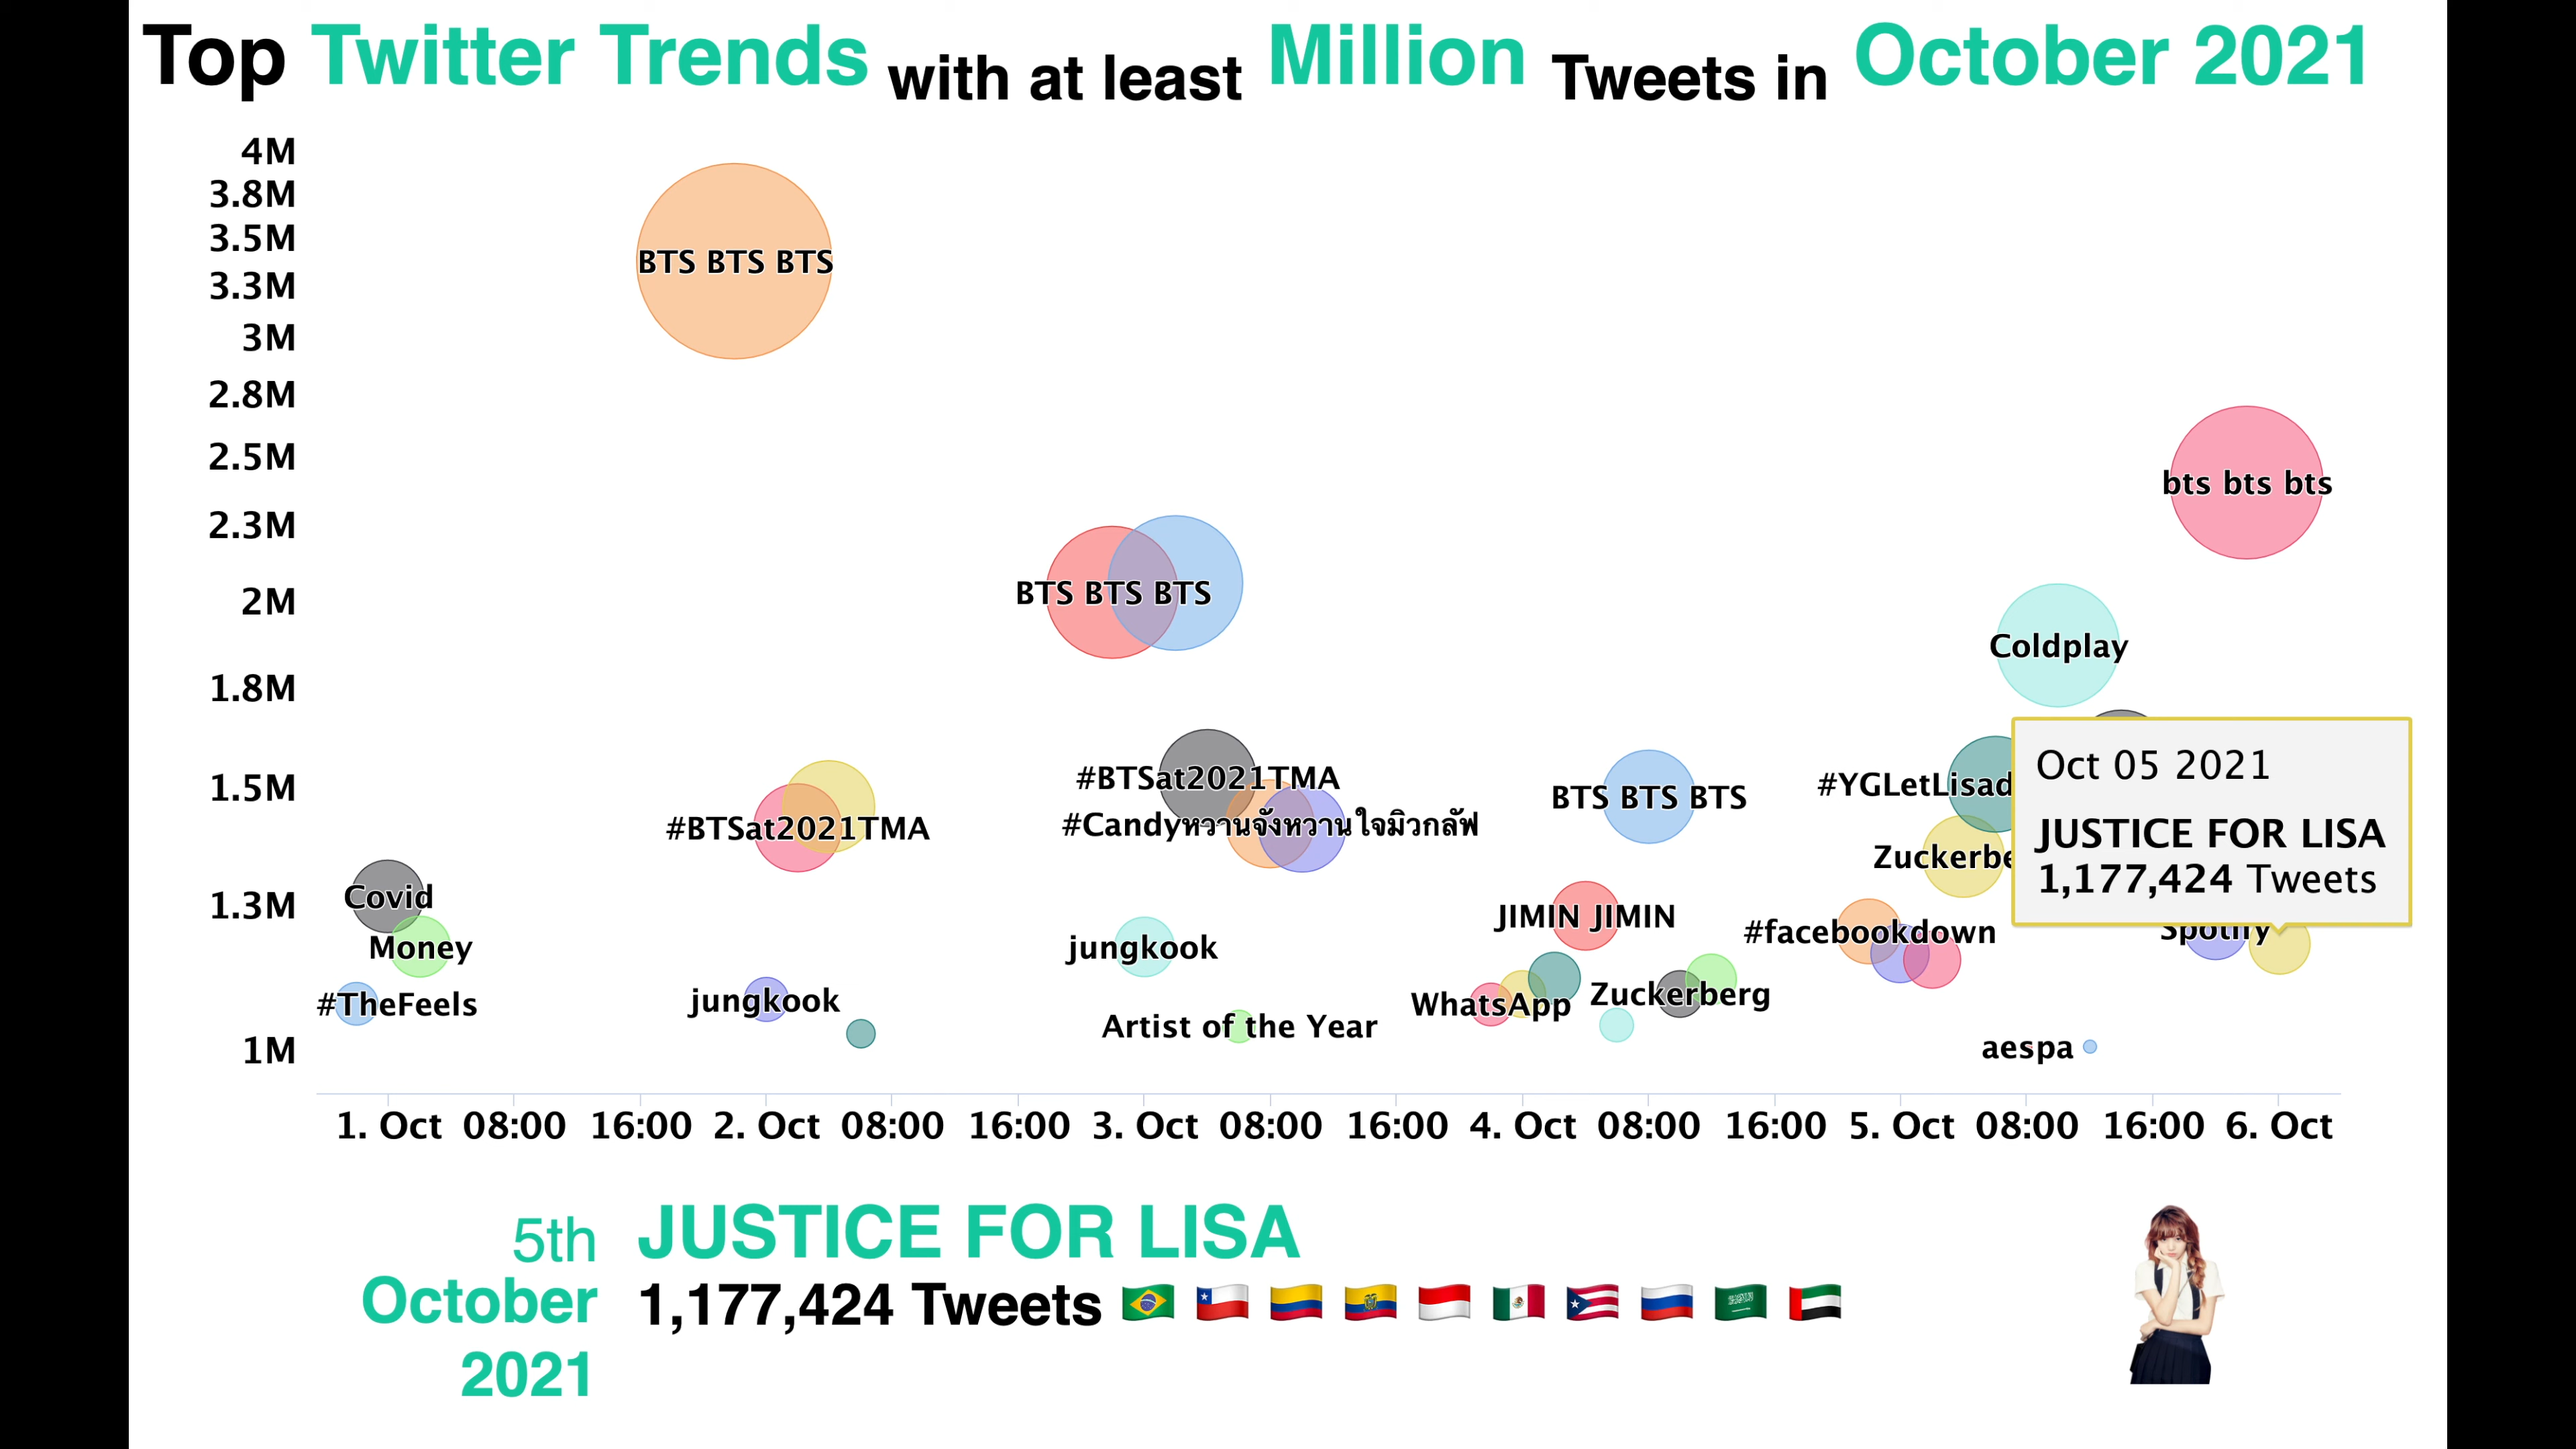 Top Twitter Trends with at least Million Tweets in October 2021
4M
3.8M
3.5M
3.3M
3M
2.8M
2.5M
2.3M
2M
1.8M
1.5M
1.3M
1M
BTS BTS BTS
bts bts bts
BTS BTS BTS
Coldplay
#BTSat2021TMA
BTS BTS BTS
#YGLetLisad
#BTSat2021TMA
#Candyหวานจังหวานใจมิวกลัฟ
Zuckerbe
Covid
JIMIN JIMIN
#facebookdown
Spotify
Money
jungkook
#TheFeels
jungkook
WhatsApp
Zuckerberg
Artist of the Year
aespa
Oct 05 2021
JUSTICE FOR LISA
1,177,424 Tweets
1. Oct 08:00 16:00 2. Oct 08:00 16:00 3. Oct 08:00 16:00 4. Oct 08:00 16:00 5. Oct 08:00 16:00 6. Oct
5th
October
2021
JUSTICE FOR LISA
1,177,424 Tweets